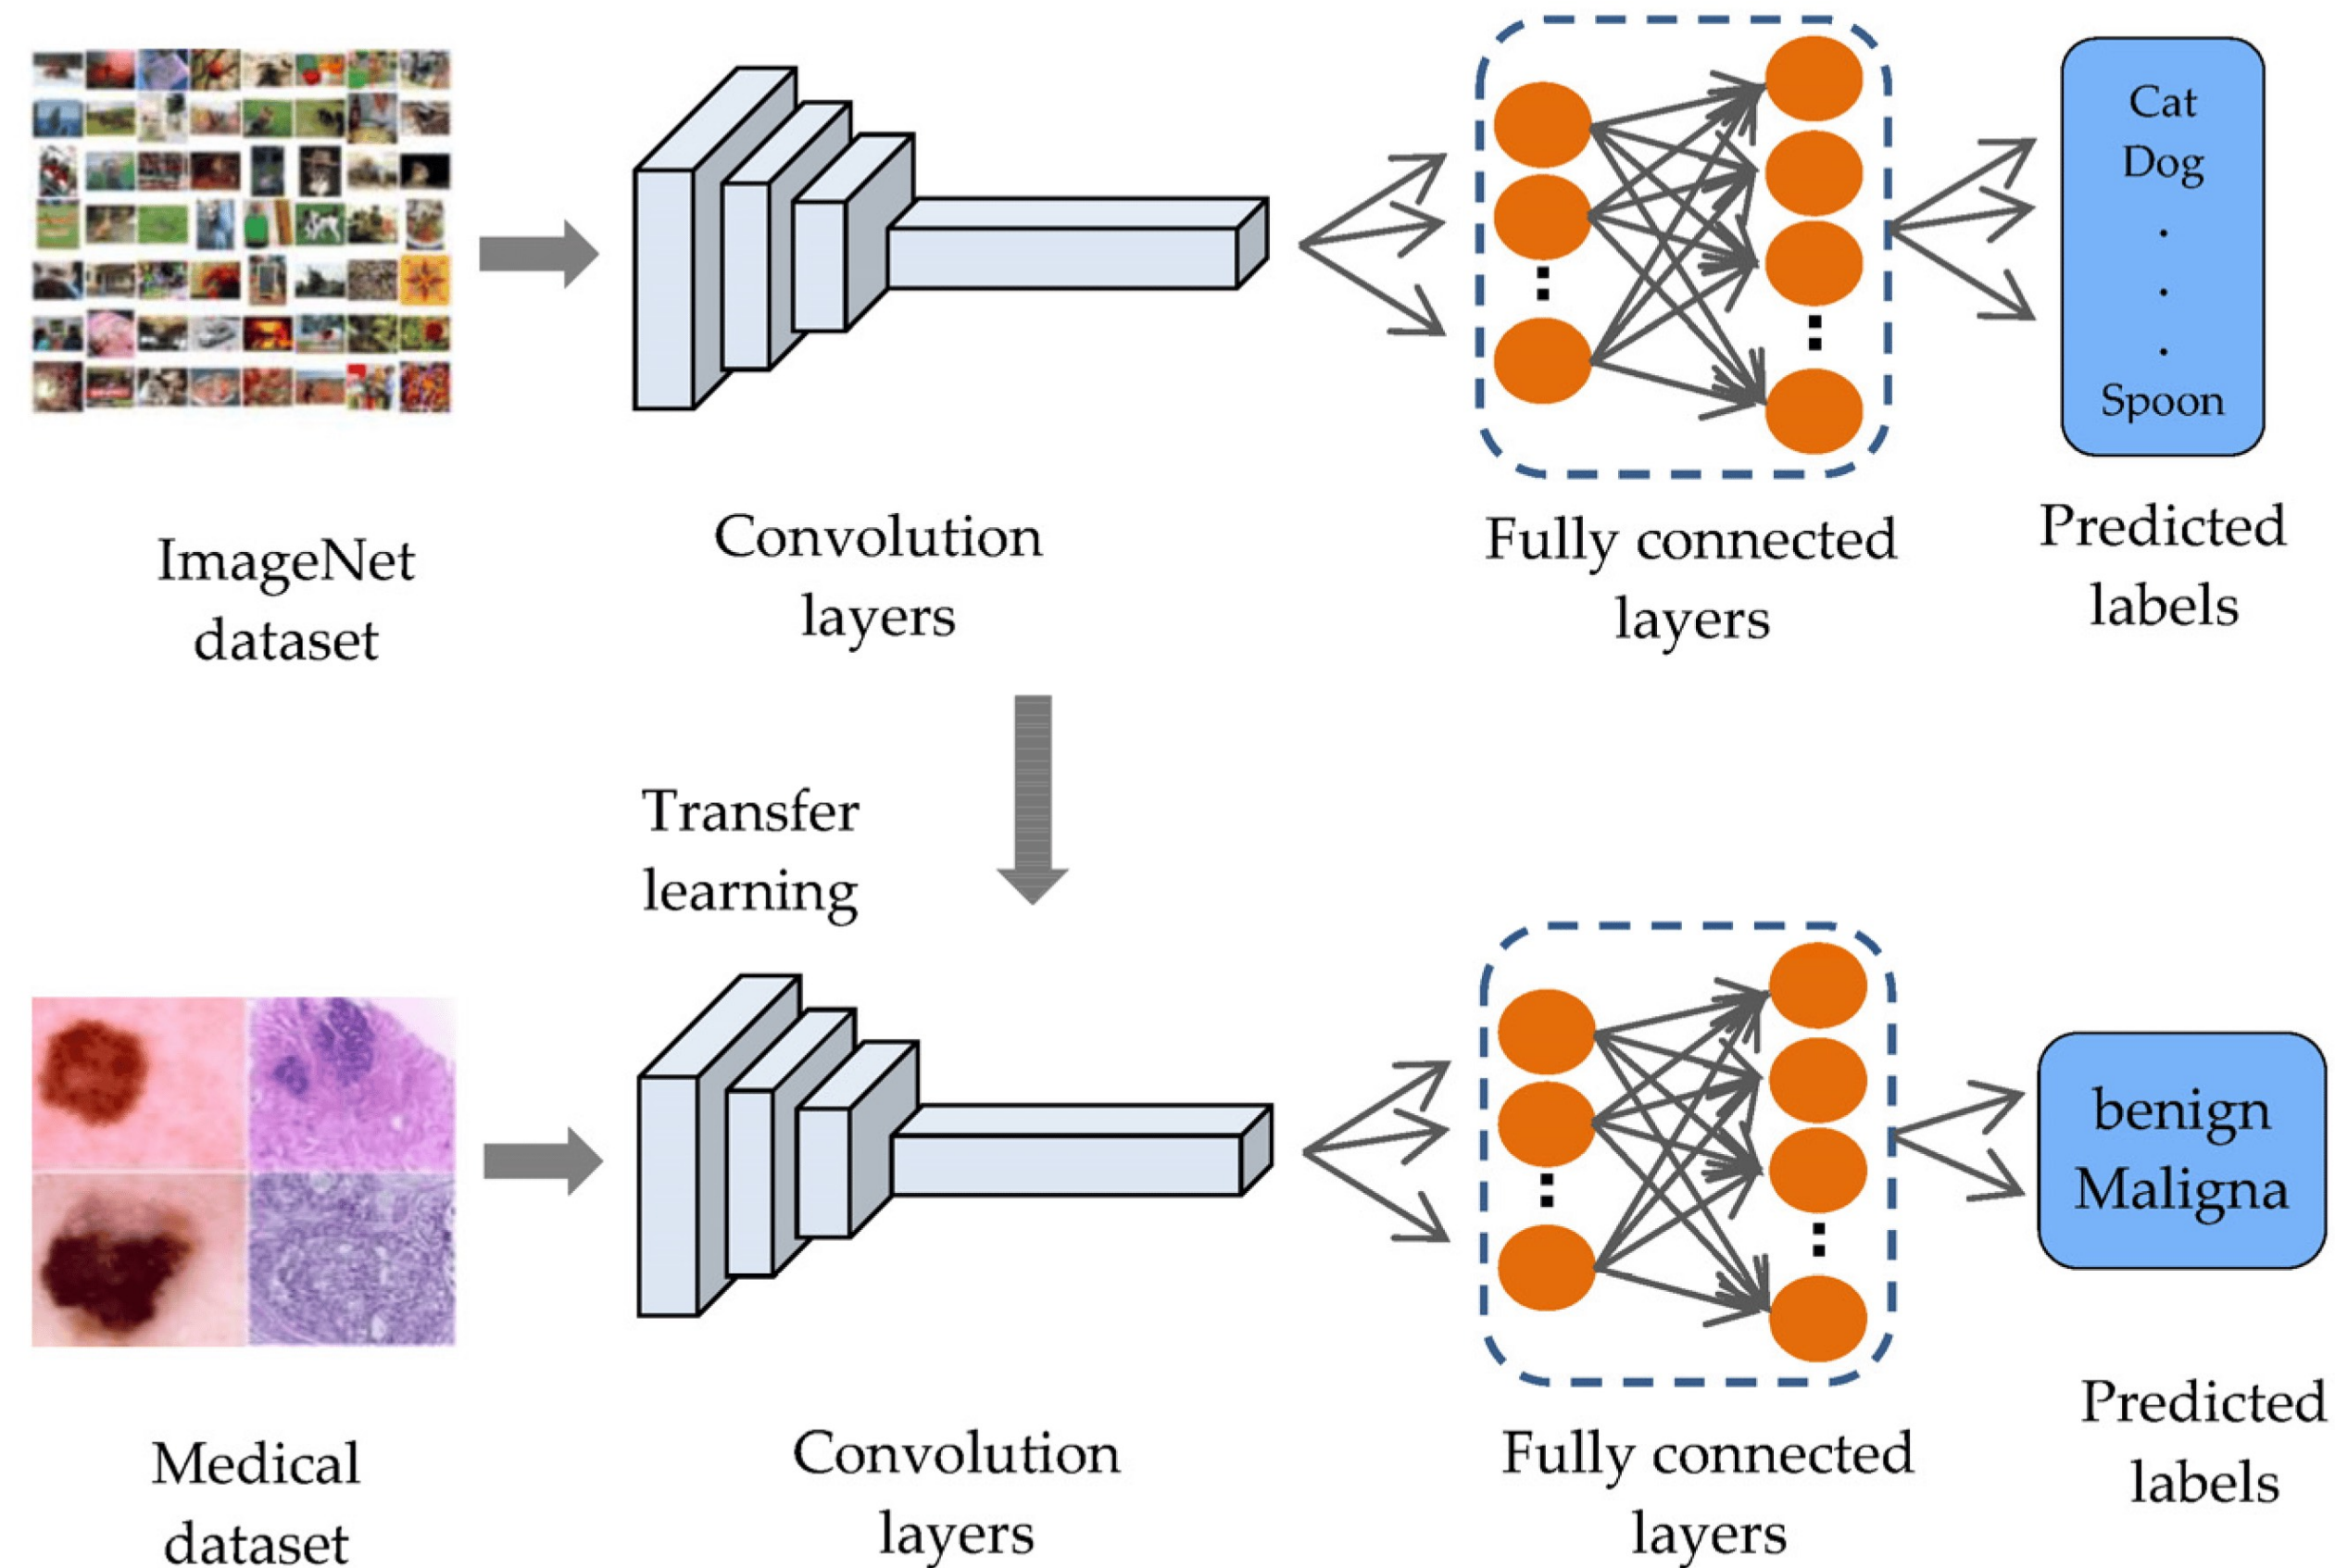 Cat
Dog
.
.
.
Spoon
ImageNet
dataset
Convolution
layers
Fully connected
layers
Predicted
labels
Transfer
learning
benign
Maligna
Medical
dataset
Convolution
layers
Fully connected
layers
Predicted
labels